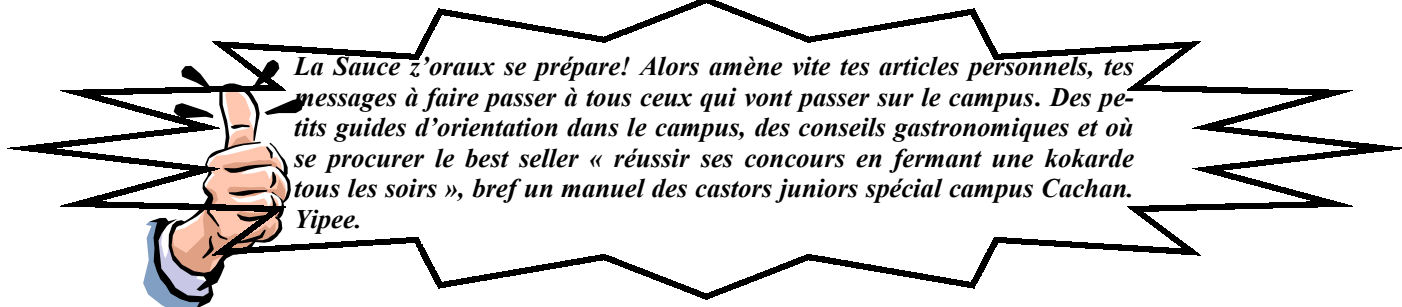 La Sauce z’oraux se prépare! Alors amène vite tes articles personnels, tes
messages à faire passer à tous ceux qui vont passer sur le campus. Des pe-
tits guides d’orientation dans le campus, des conseils gastronomiques et où
se procurer le best seller « réussir ses concours en fermant une kokarde
tous les soirs », bref un manuel des castors juniors spécial campus Cachan.
Yipee.